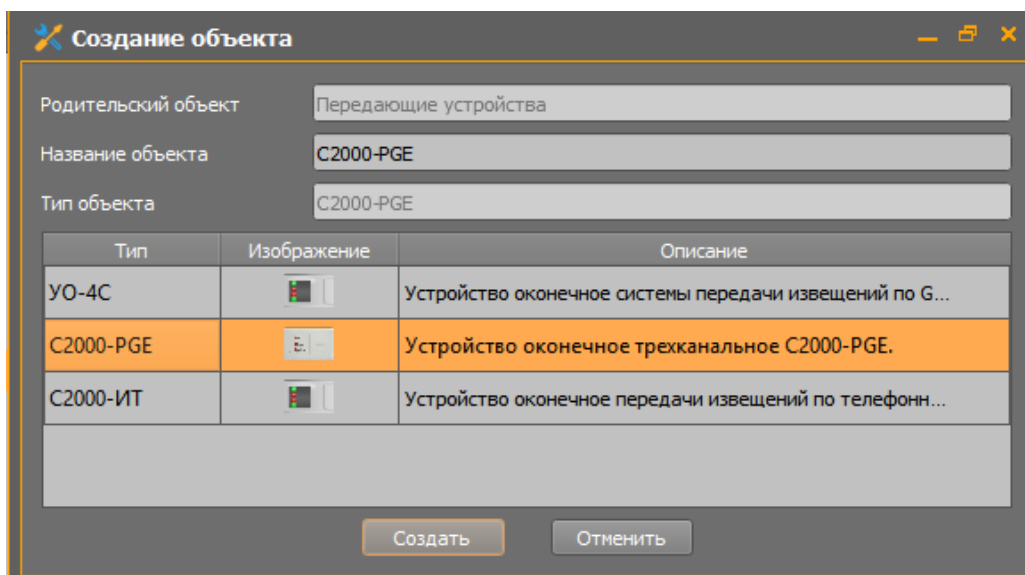 Создание объекта
Родительский объект Передающие устройства
Название объекта С2000-PGE
Тип объекта С2000-PGE
Тип Изображение Описание
УО-4С Устройство оконечное системы передачи извещений по G...
С2000-PGE Устройство оконечное трехканальное С2000-PGE.
С2000-ИТ Устройство оконечное передачи извещений по телефонн...
Создать Отменить